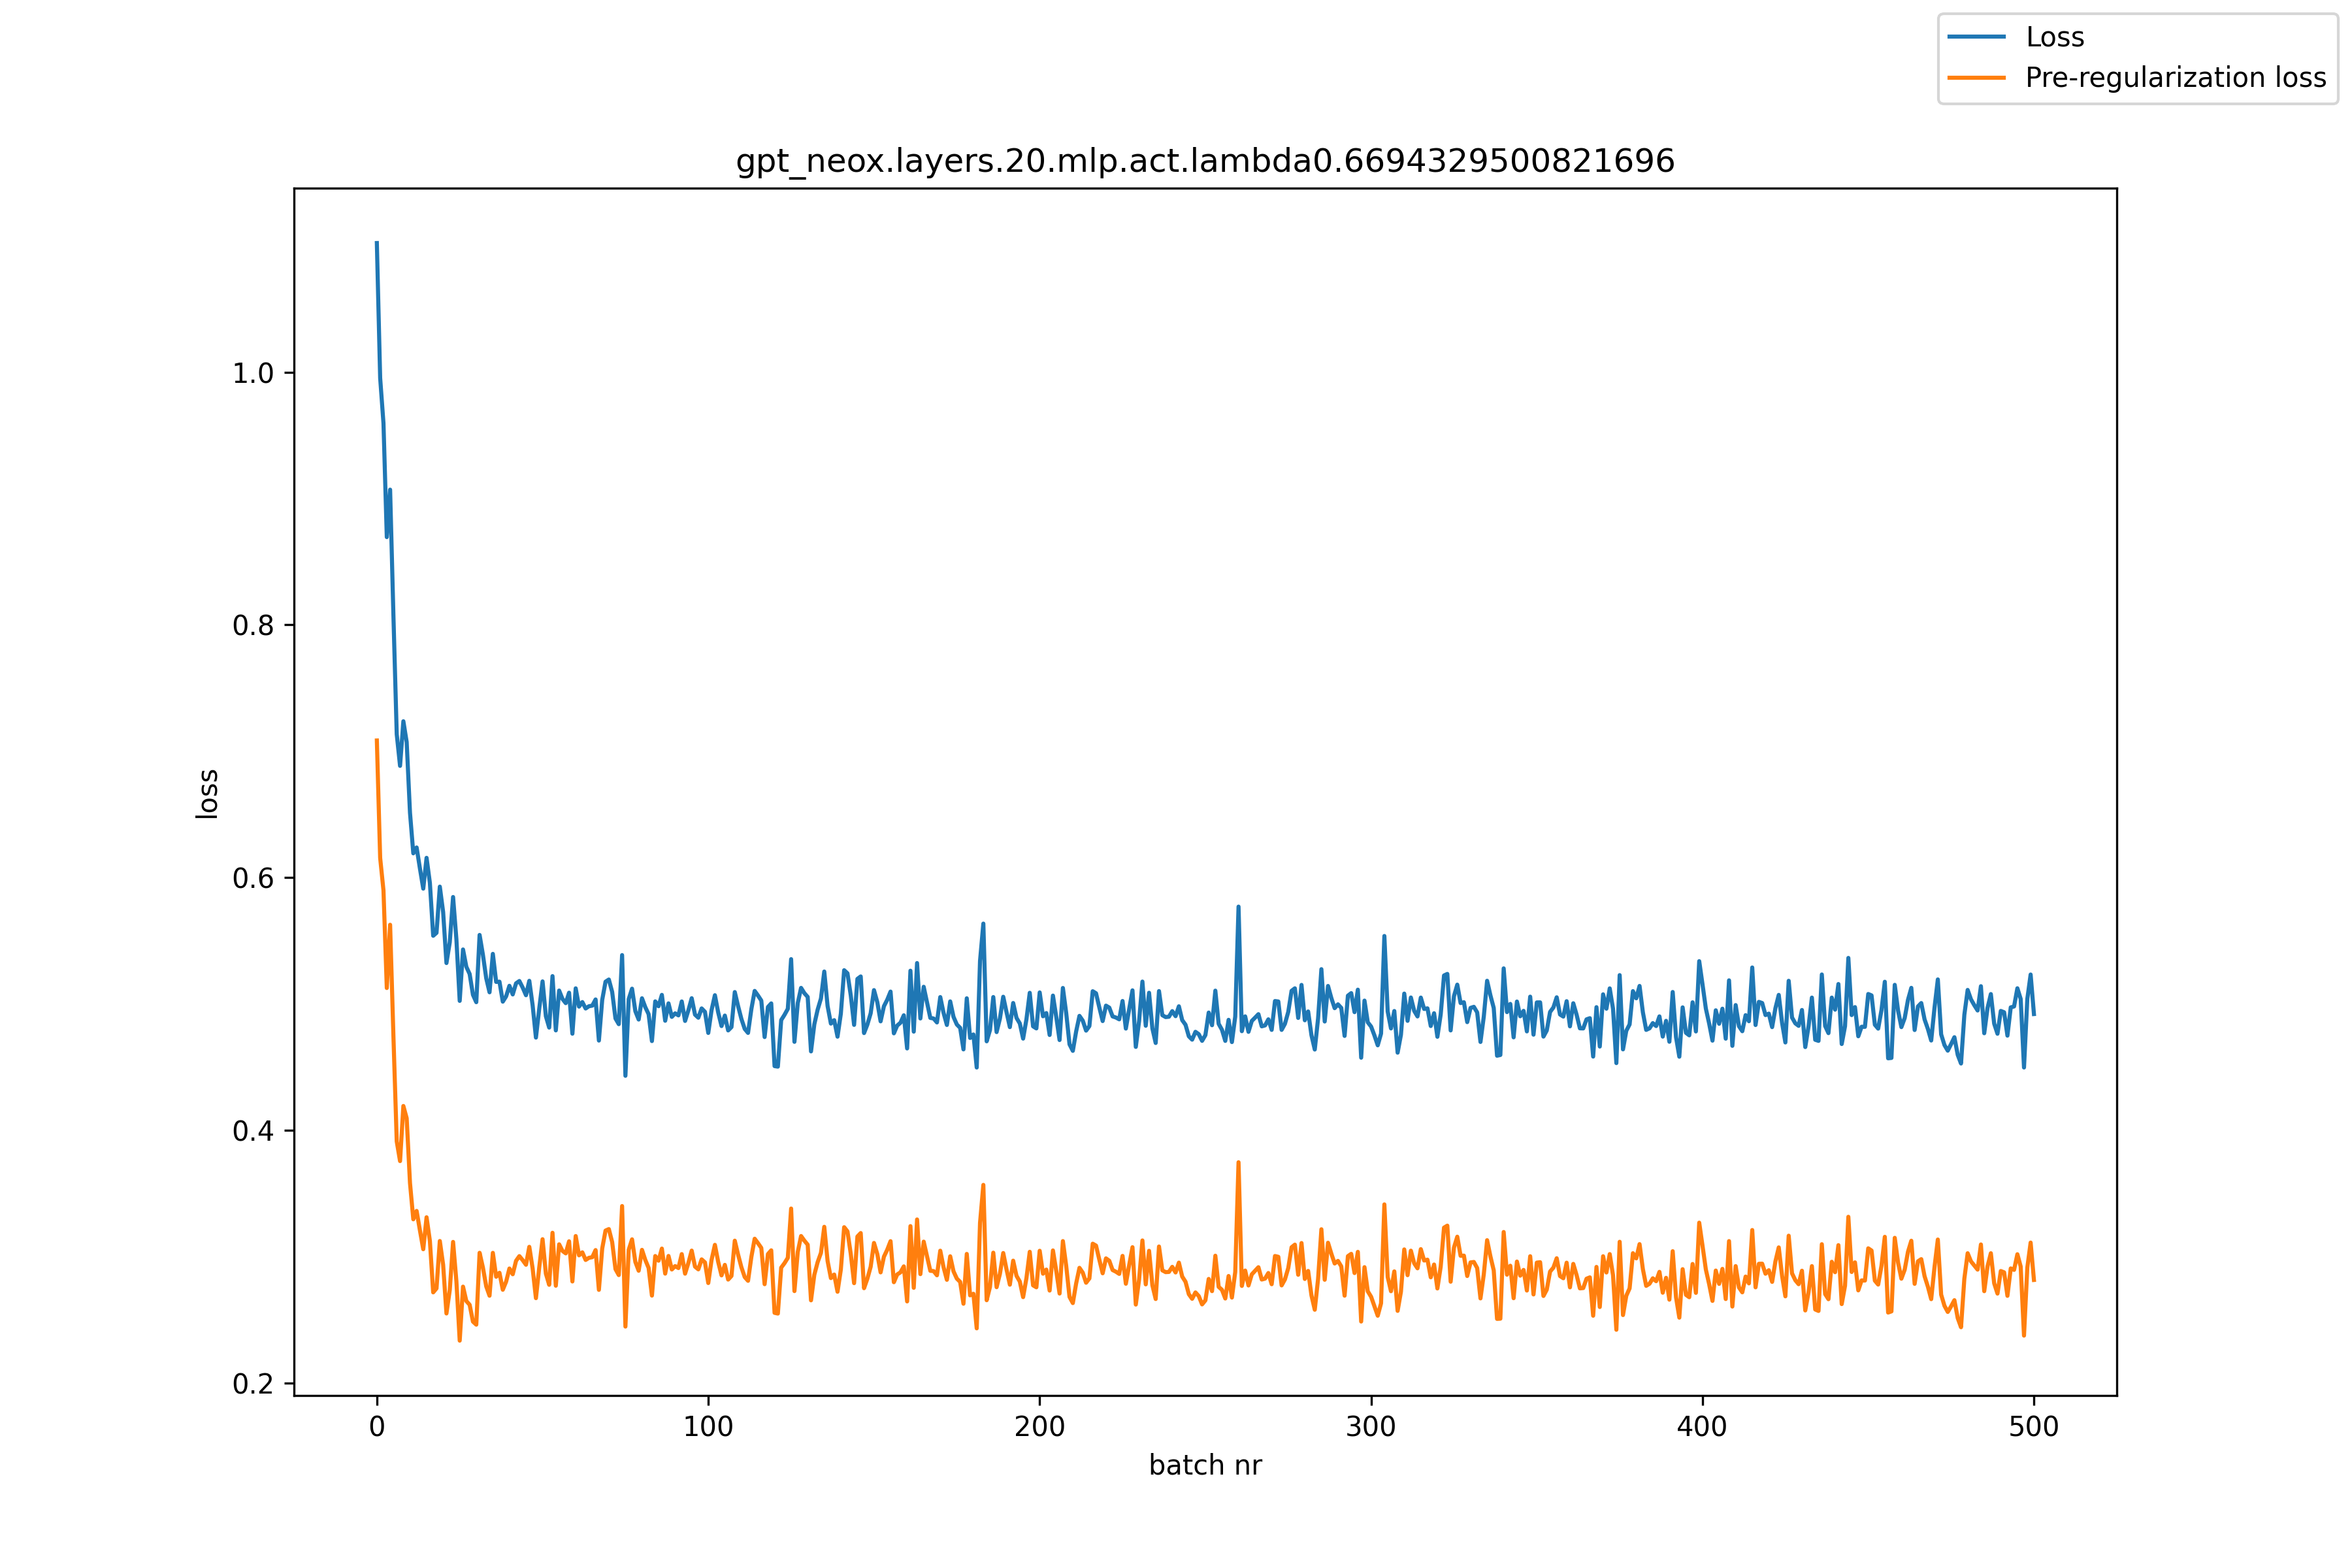 Loss
Pre-regularization loss
gpt_neox.layers.20.mlp.act.lambda0.6694329500821696
1.0
0.8
0.6
0.4
0.2
loss
0 100 200 300 400 500
batch nr